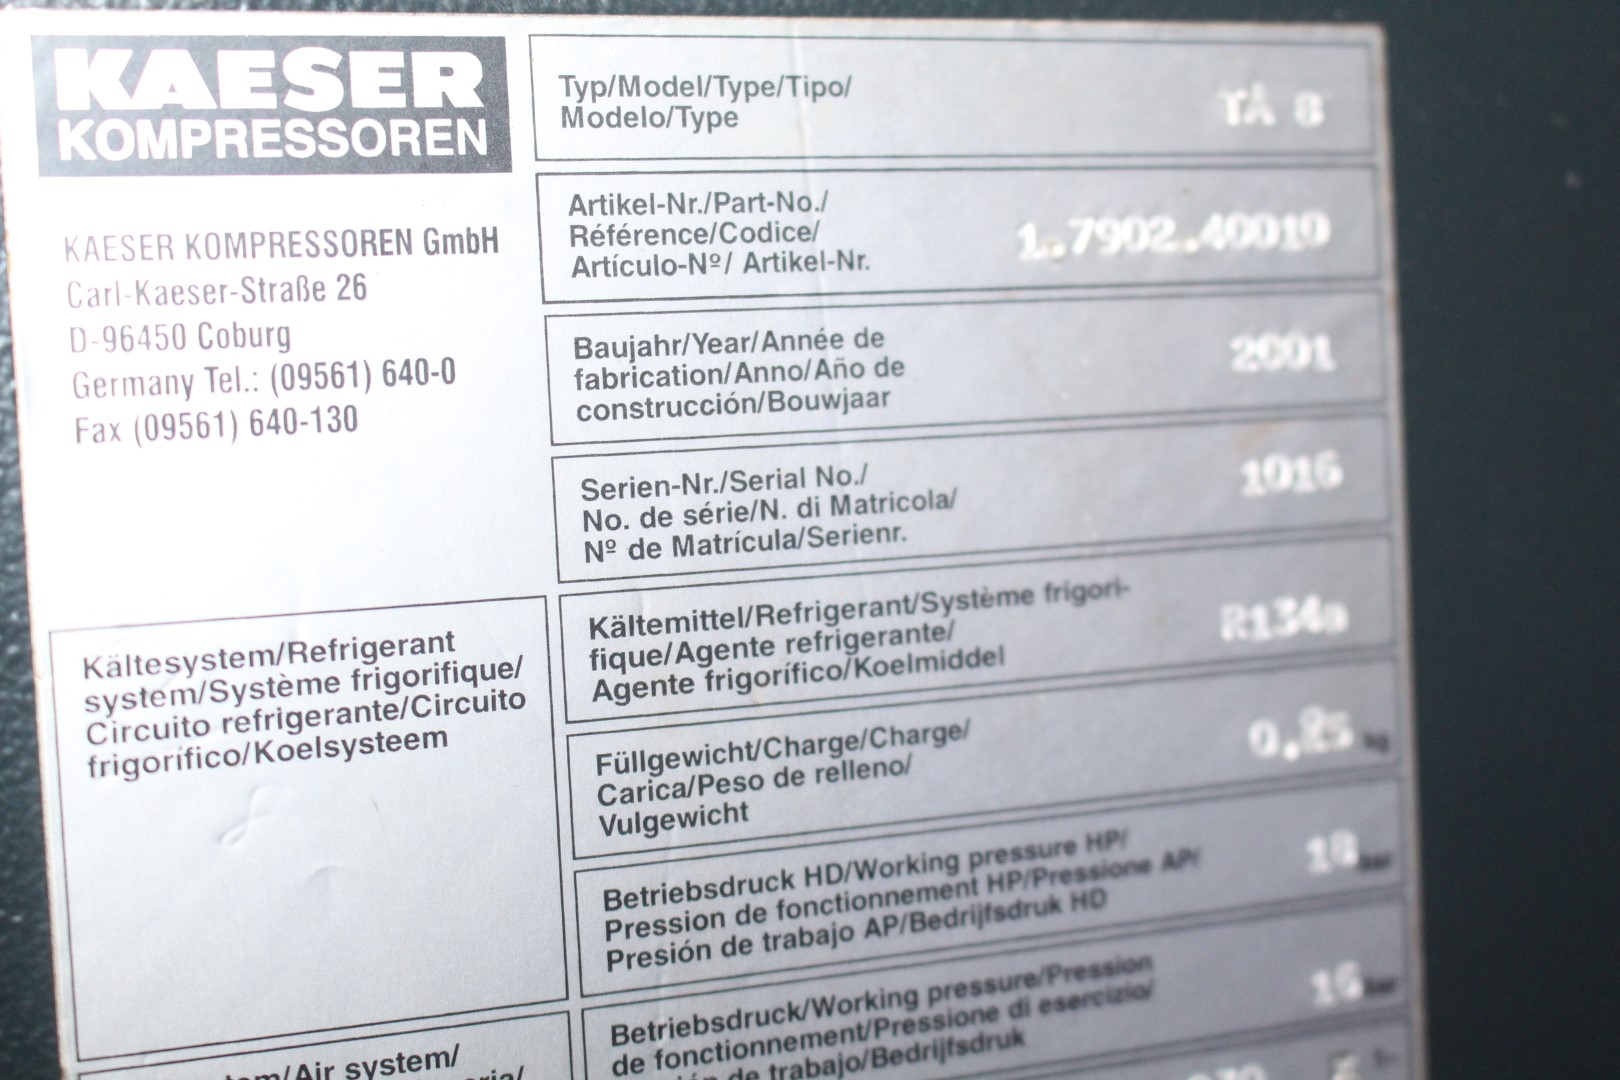 KAESER
KOMPRESSOREN
KAESER KOMPRESSOREN GmbH
Carl-Kaeser-Straße 26
D-96450 Coburg
Germany Tel.: (09561) 640-0
Fax (09561) 640-130
Typ/Model/Type/Tipo/
Modelo/Type
TA 8
Artikel-Nr./Part-No./
Référence/Codice/
Artículo-Nº/ Artikel-Nr.
1.7902.40010
Baujahr/Year/Année de
fabrication/Anno/Año de
construcción/Bouwjaar
2001
Serien-Nr./Serial No./
No. de série/N. di Matricola/
Nº de Matrícula/Serienr.
1016
Kältesystem/Refrigerant
system/Système frigorifique/
Circuito refrigerante/Circuito
frigorífico/Koelsysteem
Kältemittel/Refrigerant/Système frigori-
fique/Agente refrigerante/
Agente frigorífico/Koelmiddel
R134a
Füllgewicht/Charge/Charge/
Carica/Peso de relleno/
Vulgewicht
kg
Betriebsdruck HD/Working pressure HP/
Pression de fonctionnement HP/Pressione AP/
Presión de trabajo AP/Bedrijfsdruk HD
bar
Betriebsdruck/Working pressure/Pression
de fonctionnement/Pressione di esercizio/
de trabajo/Bedrijfsdruk
16 bar
/Air system/